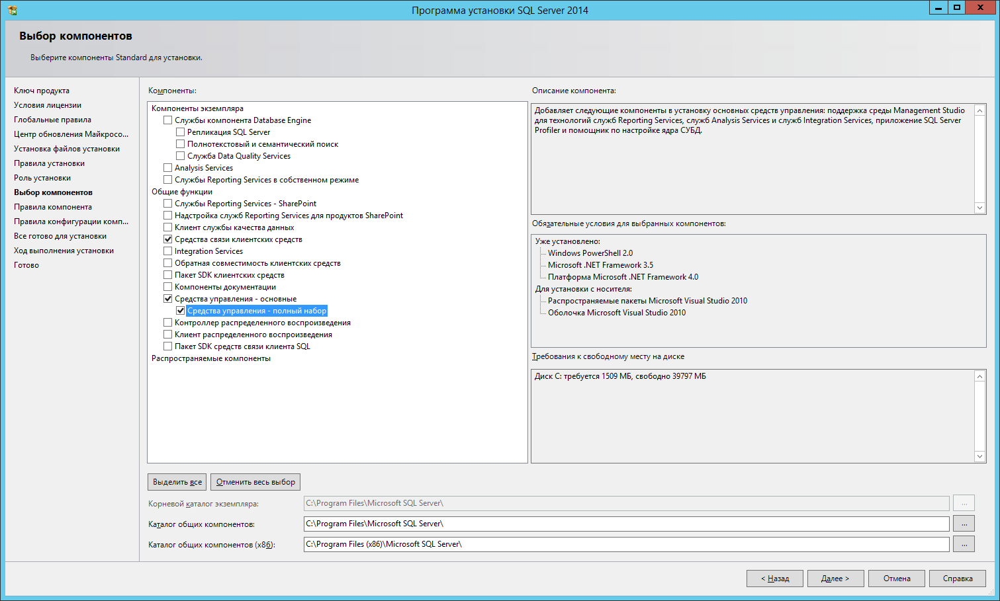 Программа установки SQL Server 2014
Выбор компонентов
Выберите компоненты Standard для установки.
Ключ продукта
Условия лицензии
Глобальные правила
Центр обновления Майкросо...
Установка файлов установки
Правила установки
Роль установки
Выбор компонентов
Правила компонента
Правила конфигурации комп...
Все готово для установки
Ход выполнения установки
Готово
Компоненты:
Компоненты экземпляра
Службы компонента Database Engine
Репликация SQL Server
Полнотекстовый и семантический поиск
Служба Data Quality Services
Analysis Services
Службы Reporting Services в собственном режиме
Общие функции
Службы Reporting Services - SharePoint
Надстройка служб Reporting Services для продуктов SharePoint
Клиент службы качества данных
Средства связи клиентских средств
Integration Services
Обратная совместимость клиентских средств
Пакет SDK клиентских средств
Компоненты документации
Средства управления - основные
Средства управления - полный набор
Контроллер распределенного воспроизведения
Клиент распределенного воспроизведения
Пакет SDK средств связи клиента SQL
Распространяемые компоненты
Описание компонента:
Добавляет следующие компоненты в установку основных средств управления: поддержка среды Management Studio
для технологий служб Reporting Services, служб Analysis Services и служб Integration Services, приложение SQL Server
Profiler и помощник по настройке ядра СУБД.
Обязательные условия для выбранных компонентов:
Уже установлено:
Windows PowerShell 2.0
Microsoft .NET Framework 3.5
Платформа Microsoft .NET Framework 4.0
Для установки с носителя:
Распространяемые пакеты Microsoft Visual Studio 2010
Оболочка Microsoft Visual Studio 2010
Требования к свободному месту на диске
Диск C: требуется 1509 МБ, свободно 39797 МБ
Выделить все
Отменить весь выбор
Корневой каталог экземпляра:
C:\Program Files\Microsoft SQL Server\
...
Каталог общих компонентов:
C:\Program Files\Microsoft SQL Server\
...
Каталог общих компонентов (x86):
C:\Program Files (x86)\Microsoft SQL Server\
...
< Назад
Далее >
Отмена
Справка